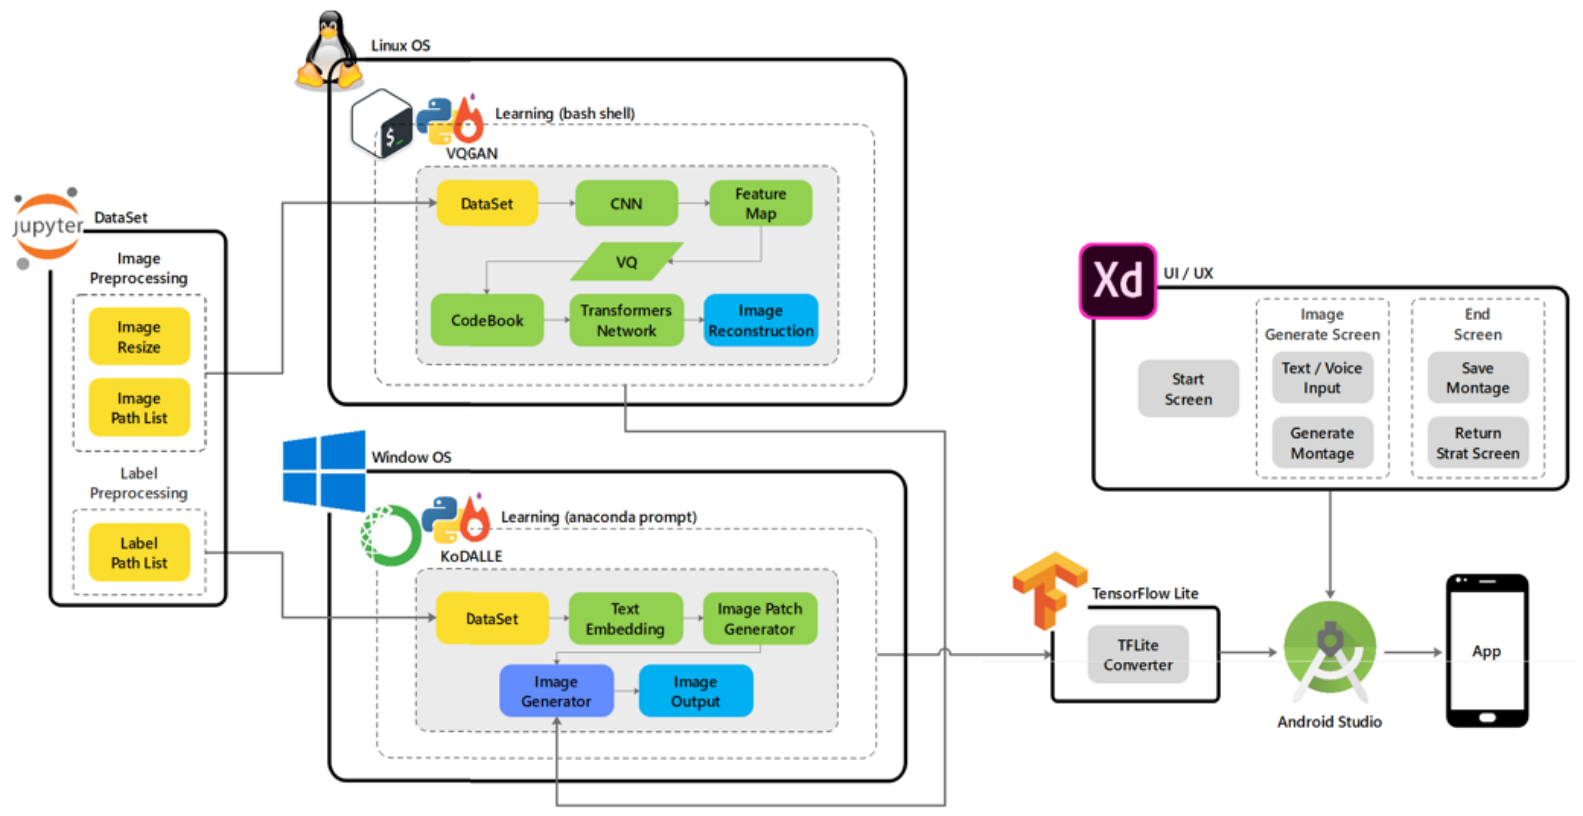 Linux OS
$_
Learning (bash shell)
VQGAN
DataSet
CNN
Feature
Map
VQ
CodeBook
Transformers
Network
Image
Reconstruction
jupyter
DataSet
Image
Preprocessing
Image
Resize
Image
Path List
Label
Preprocessing
Label
Path List
Window OS
Learning (anaconda prompt)
KoDALLE
DataSet
Text
Embedding
Image Patch
Generator
Image
Generator
Image
Output
Xd
UI / UX
Start
Screen
Image
Generate Screen
Text / Voice
Input
Generate
Montage
End
Screen
Save
Montage
Return
Strat Screen
TensorFlow Lite
TFLite
Converter
Android Studio
App